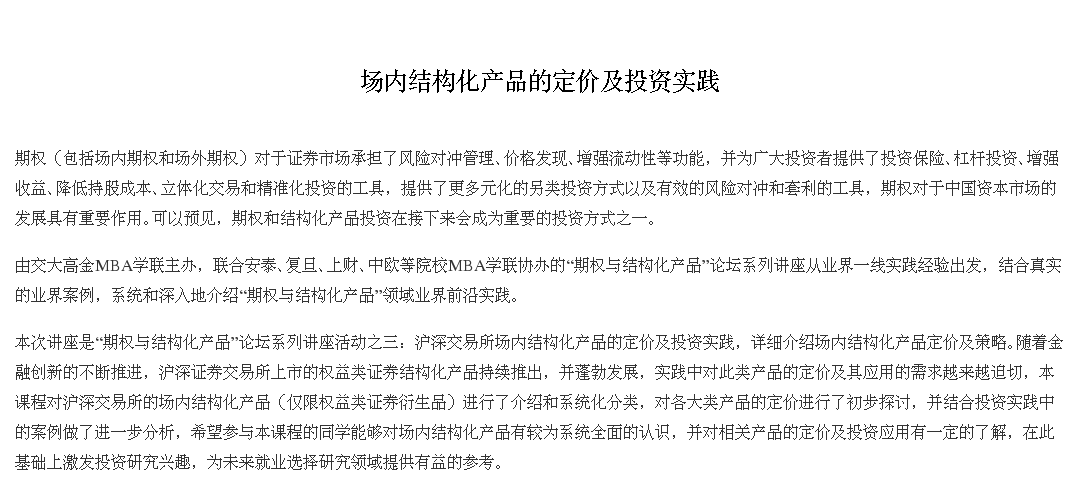 场内结构化产品的定价及投资实践
期权（包括场内期权和场外期权）对于证券市场承担了风险对冲管理、价格发现、增强流动性等功能，并为广大投资者提供了投资保险、杠杆投资、增强
收益、降低持股成本、立体化交易和精准化投资的工具，提供了更多元化的另类投资方式以及有效的风险对冲和套利的工具，期权对于中国资本市场的
发展具有重要作用。可以预见，期权和结构化产品投资在接下来会成为重要的投资方式之一。
由交大高金MBA学联主办，联合安泰、复旦、上财、中欧等院校MBA学联协办的“期权与结构化产品”论坛系列讲座从业界一线实践经验出发，结合真实
的业界案例，系统和深入地介绍“期权与结构化产品”领域业界前沿实践。
本次讲座是“期权与结构化产品”论坛系列讲座活动之三：沪深交易所场内结构化产品的定价及投资实践，详细介绍场内结构化产品定价及策略。随着金
融创新的不断推进，沪深证券交易所上市的权益类证券结构化产品持续推出，并蓬勃发展，实践中对此类产品的定价及其应用的需求越来越迫切，本
课程对沪深交易所的场内结构化产品（仅限权益类证券衍生品）进行了介绍和系统化分类，对各大类产品的定价进行了初步探讨，并结合投资实践中
的案例做了进一步分析，希望参与本课程的同学能够对场内结构化产品有较为系统全面的认识，并对相关产品的定价及投资应用有一定的了解，在此
基础上激发投资研究兴趣，为未来就业选择研究领域提供有益的参考。